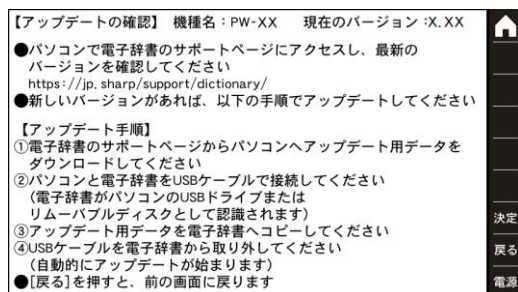 【アップデートの確認】 機種名：PW-XX 現在のバージョン：X.XX
●パソコンで電子辞書のサポートページにアクセスし、最新の
バージョンを確認してください
https://jp.sharp/support/dictionary/
●新しいバージョンがあれば、以下の手順でアップデートしてください
【アップデート手順】
①電子辞書のサポートページからパソコンへアップデート用データを
ダウンロードしてください
②パソコンと電子辞書をUSBケーブルで接続してください
（電子辞書がパソコンのUSBドライブまたは
リムーバブルディスクとして認識されます）
③アップデート用データを電子辞書へコピーしてください
④USBケーブルを電子辞書から取り外してください
（自動的にアップデートが始まります）
●[戻る]を押すと、前の画面に戻ります
決定
戻る
電源